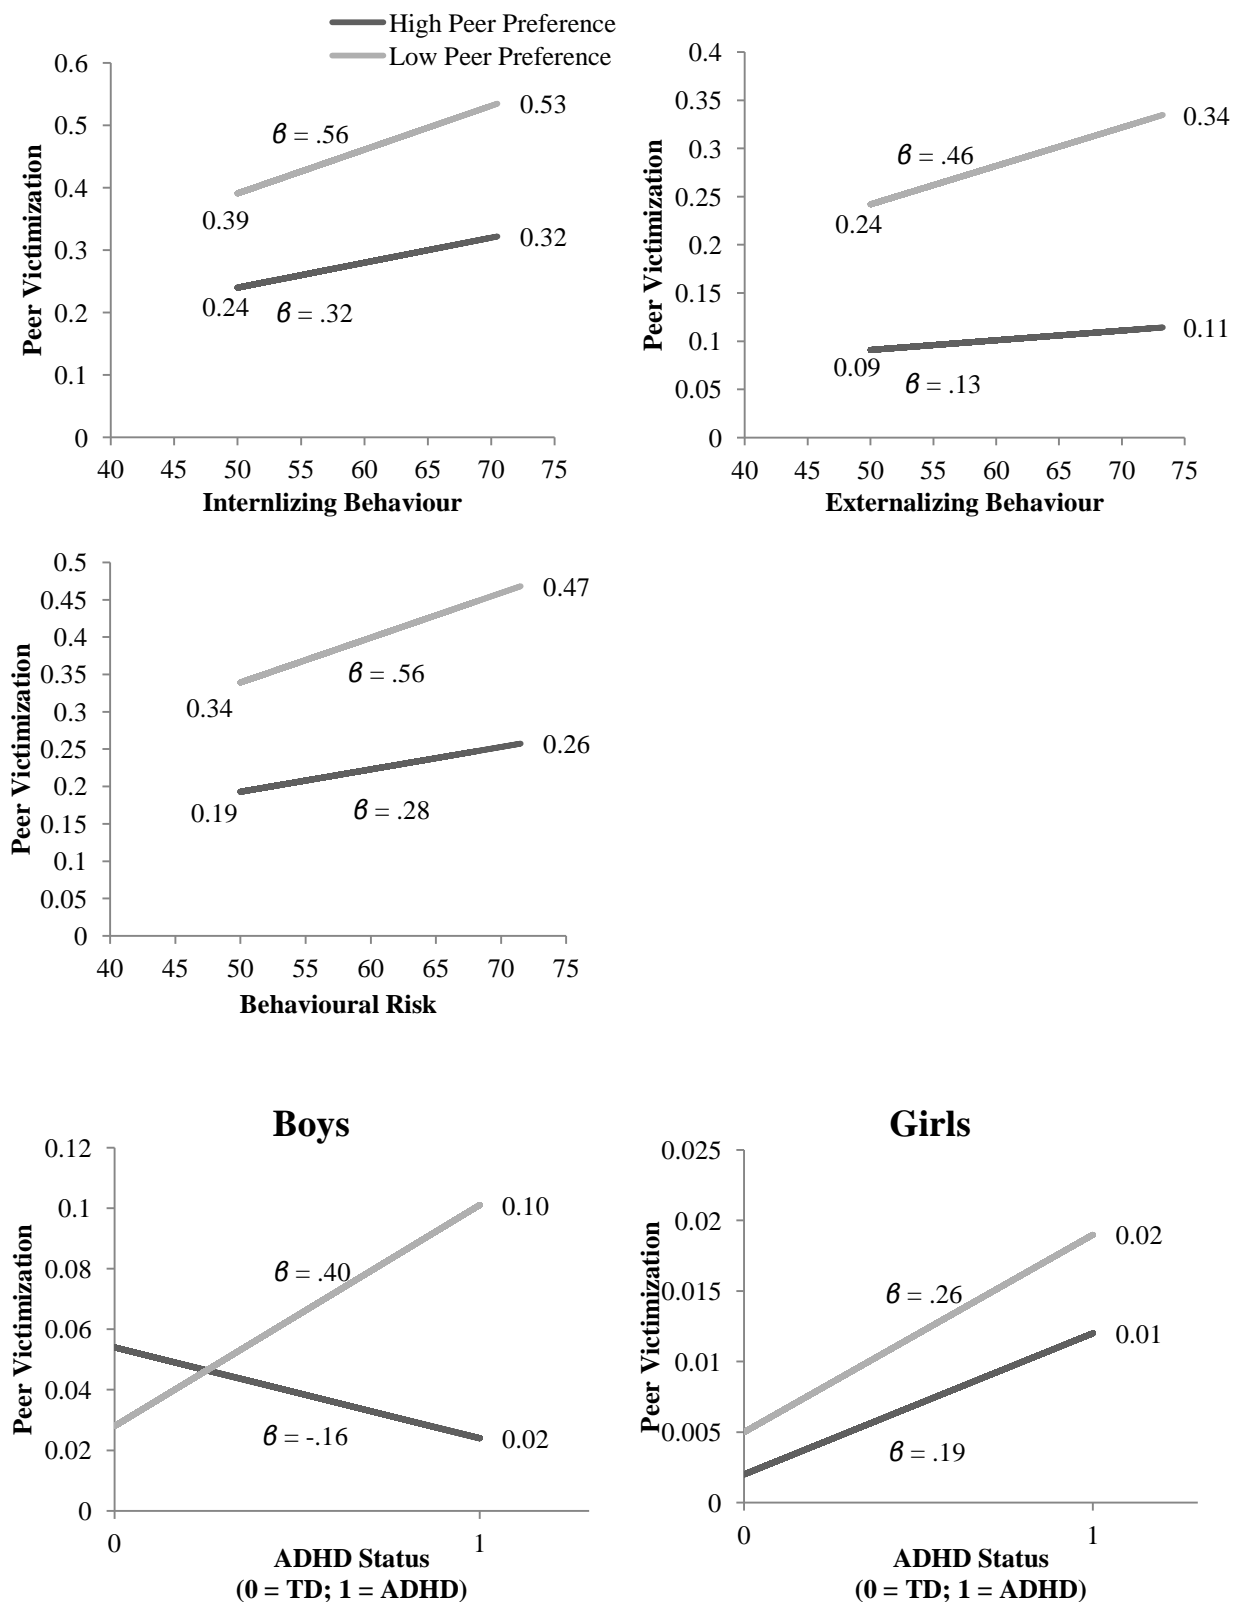 High Peer Preference
Low Peer Preference
0.6
0.5
0.4
0.3
0.2
0.1
0
Peer Victimization
ϐ = .56
0.53
0.39
0.32
0.24
ϐ = .32
40 45 50 55 60 65 70 75
Internlizing Behaviour
0.4
0.35
0.3
0.25
0.2
0.15
0.1
0.05
0
Peer Victimization
ϐ = .46
0.34
0.24
0.11
0.09
ϐ = .13
40 45 50 55 60 65 70 75
Externalizing Behaviour
0.5
0.45
0.4
0.35
0.3
0.25
0.2
0.15
0.1
0.05
0
Peer Victimization
0.47
ϐ = .56
0.34
0.26
0.19
ϐ = .28
40 45 50 55 60 65 70 75
Behavioural Risk
Boys
0.12
0.1
0.08
0.06
0.04
0.02
0
Peer Victimization
0.10
ϐ = .40
ϐ = -.16
0.02
0 1
ADHD Status
(0 = TD; 1 = ADHD)
Girls
0.025
0.02
0.015
0.01
0.005
0
Peer Victimization
0.02
ϐ = .26
0.01
ϐ = .19
0 1
ADHD Status
(0 = TD; 1 = ADHD)